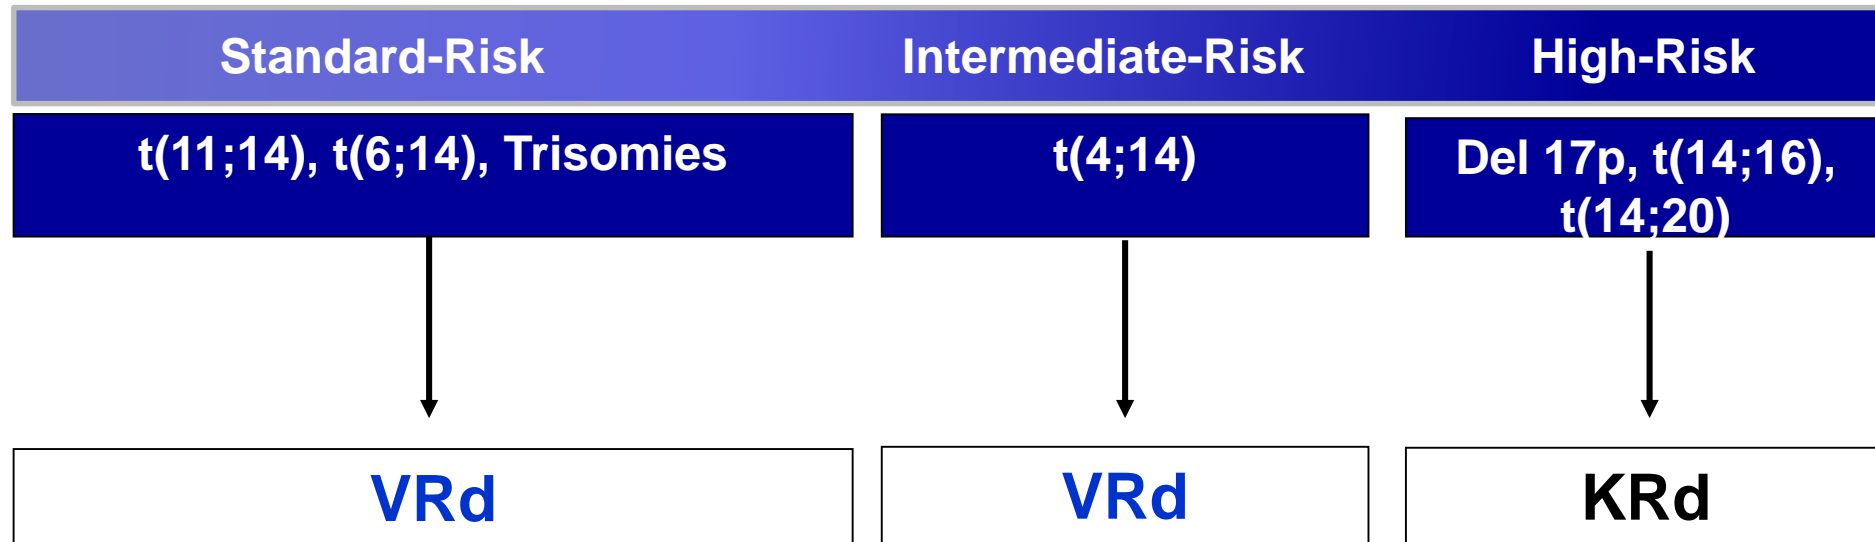 Standard-Risk
Intermediate-Risk
High-Risk
t(11;14), t(6;14), Trisomies
t(4;14)
Del 17p, t(14;16),
t(14;20)
VRd
VRd
KRd